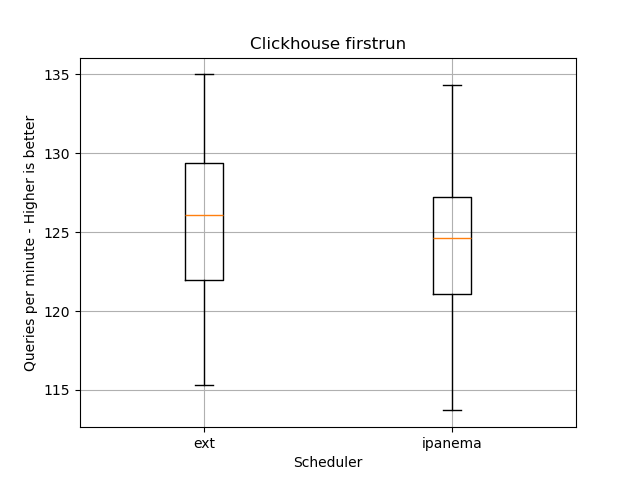 Clickhouse firstrun
Queries per minute - Higher is better
135
130
125
120
115
ext
ipanema
Scheduler